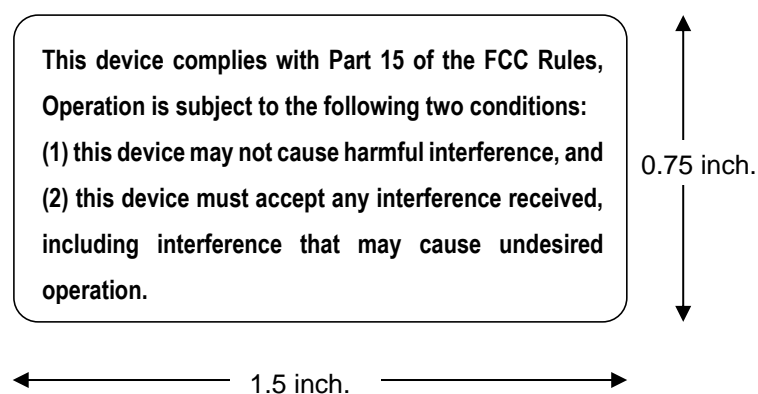 This device complies with Part 15 of the FCC Rules,
Operation is subject to the following two conditions:
(1) this device may not cause harmful interference, and
(2) this device must accept any interference received,
including interference that may cause undesired
operation.
0.75 inch.
1.5 inch.